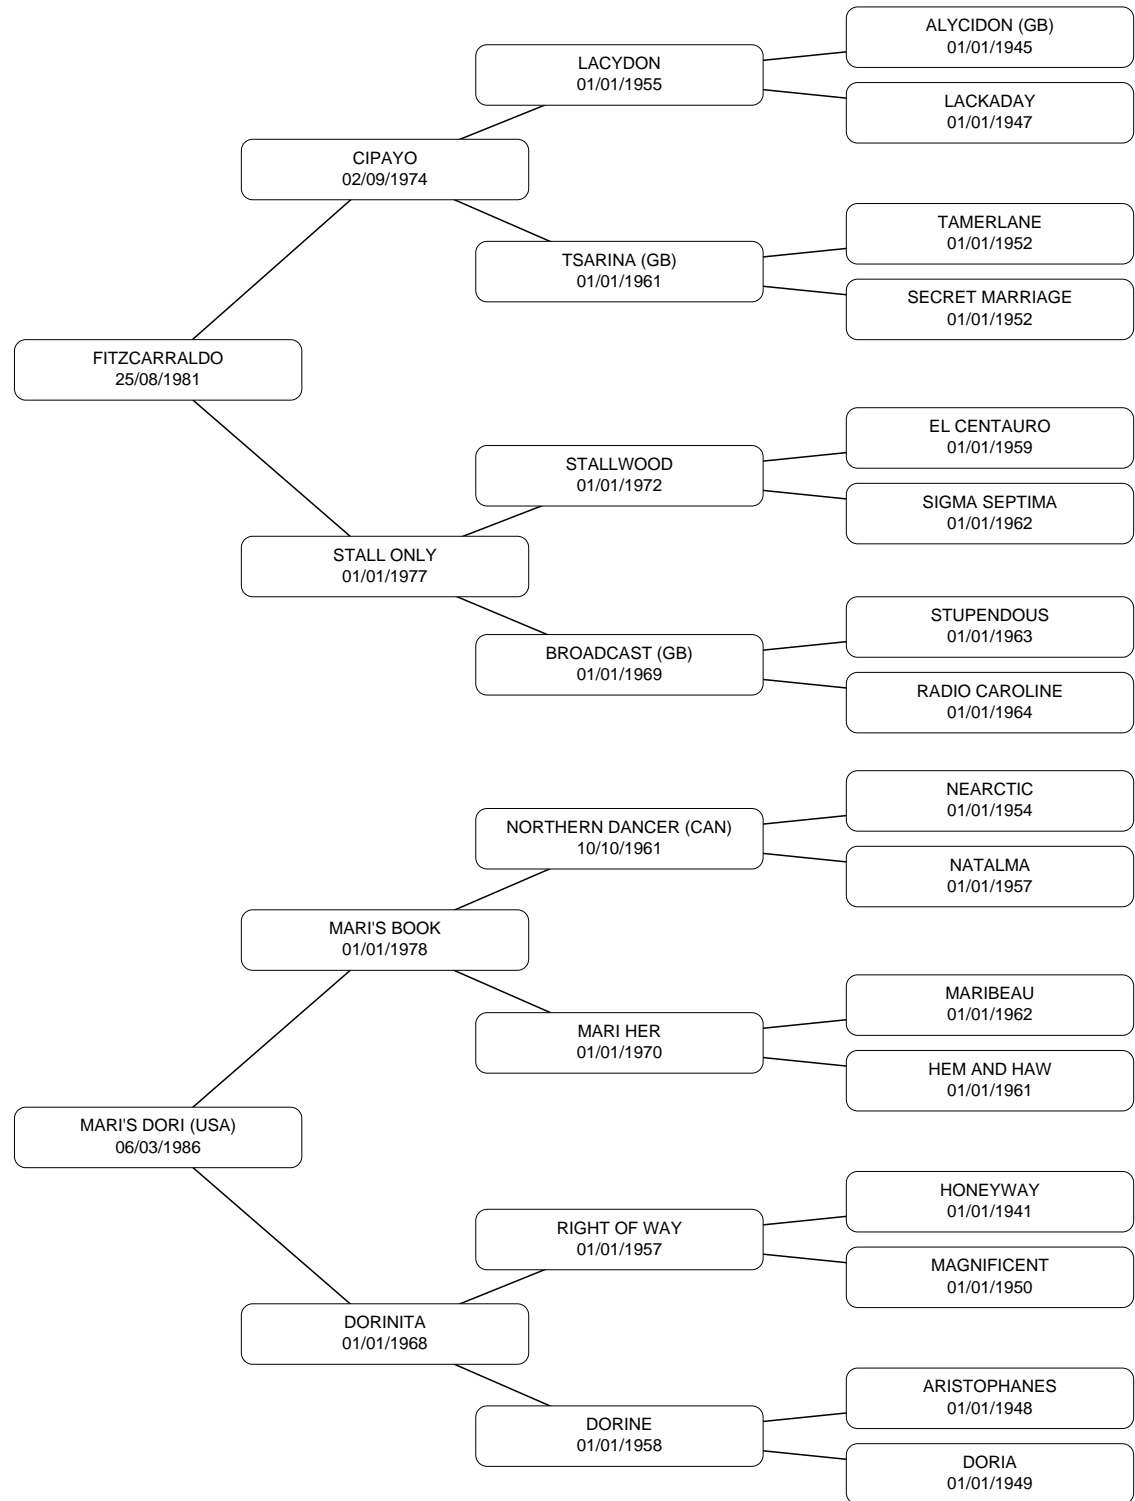 ALYCIDON (GB)
01/01/1945
LACYDON
01/01/1955
LACKADAY
01/01/1947
CIPAYO
02/09/1974
TAMERLANE
01/01/1952
TSARINA (GB)
01/01/1961
SECRET MARRIAGE
01/01/1952
FITZCARRALDO
25/08/1981
EL CENTAURO
01/01/1959
STALLWOOD
01/01/1972
SIGMA SEPTIMA
01/01/1962
STALL ONLY
01/01/1977
STUPENDOUS
01/01/1963
BROADCAST (GB)
01/01/1969
RADIO CAROLINE
01/01/1964
NEARCTIC
01/01/1954
NORTHERN DANCER (CAN)
10/10/1961
NATALMA
01/01/1957
MARI'S BOOK
01/01/1978
MARIBEAU
01/01/1962
MARI HER
01/01/1970
HEM AND HAW
01/01/1961
MARI'S DORI (USA)
06/03/1986
HONEYWAY
01/01/1941
RIGHT OF WAY
01/01/1957
MAGNIFICENT
01/01/1950
DORINITA
01/01/1968
ARISTOPHANES
01/01/1948
DORINE
01/01/1958
DORIA
01/01/1949